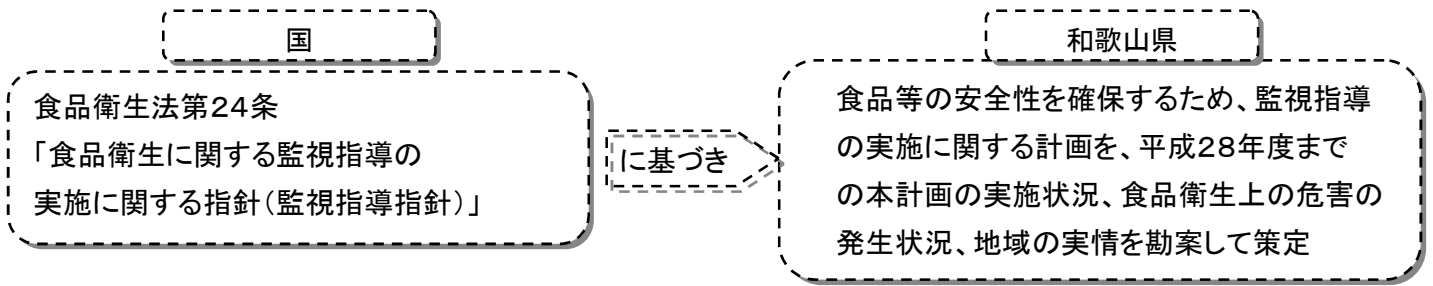 国
食品衛生法第24条
「食品衛生に関する監視指導の
実施に関する指針(監視指導指針)」
に基づき
和歌山県
食品等の安全性を確保するため、監視指導
の実施に関する計画を、平成28年度まで
の本計画の実施状況、食品衛生上の危害の
発生状況、地域の実情を勘案して策定